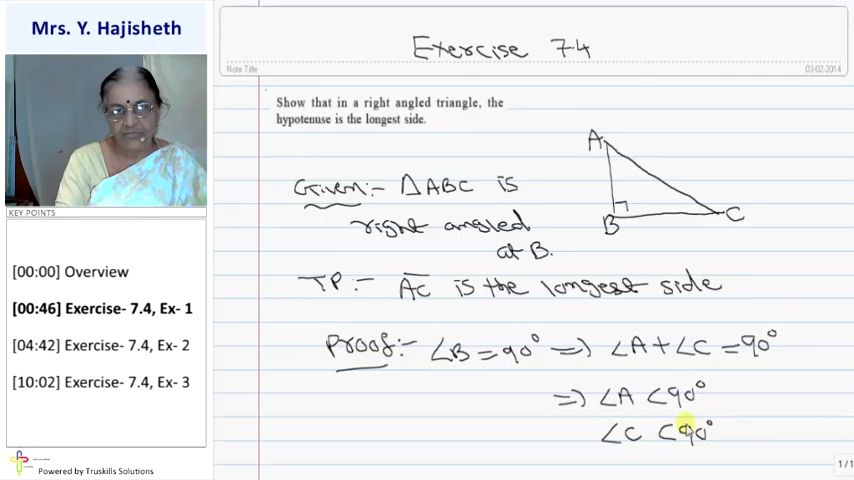 Mrs. Y. Hajisheth
KEY POINTS
[00:00] Overview
[00:46] Exercise- 7.4, Ex- 1
[04:42] Exercise- 7.4, Ex- 2
[10:02] Exercise- 7.4, Ex- 3
Powered by Truskills Solutions
Exercise 7.4
Note Title
03-02-2014
Show that in a right angled triangle, the
hypotenuse is the longest side.
A
B
C
Given:- △ABC is
right angled
at B.
TP:- A̅C̅ is the longest side
Proof:- ∠B = 90° => ∠A + ∠C = 90°
=> ∠A < 90°
∠C < 90°
1/1